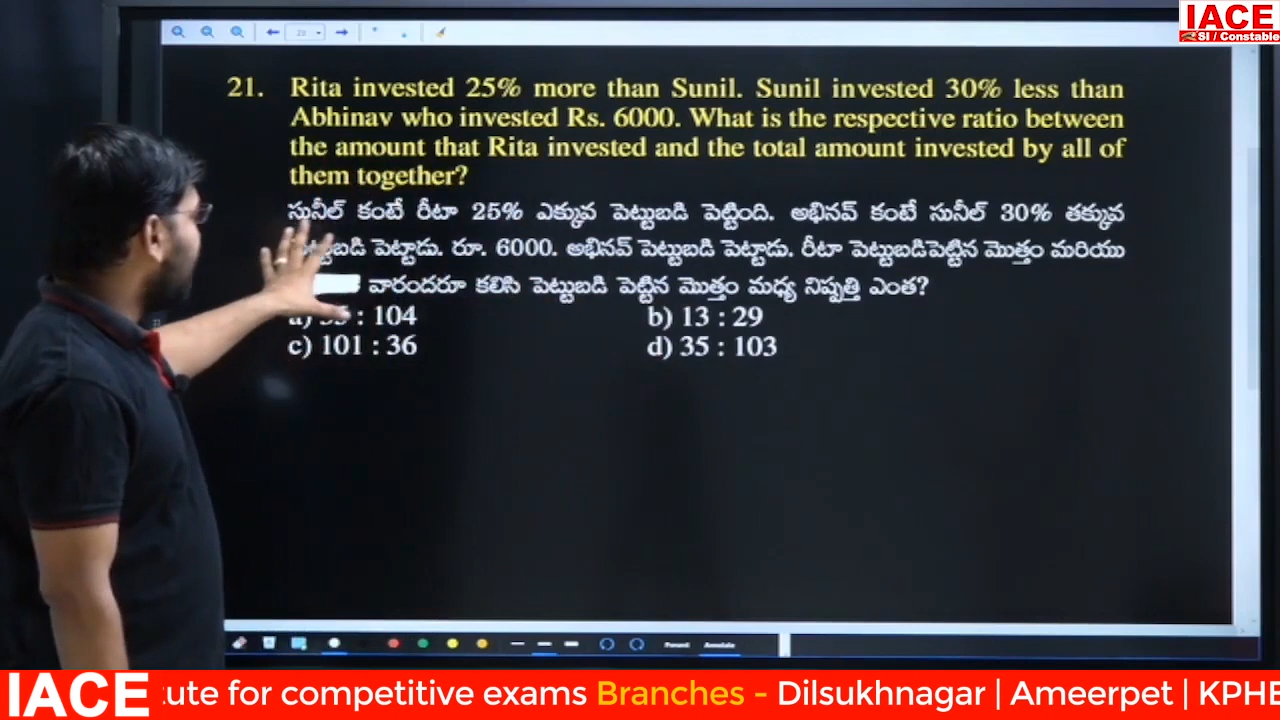 IACE
SI / Constable
21. Rita invested 25% more than Sunil. Sunil invested 30% less than
Abhinav who invested Rs. 6000. What is the respective ratio between
the amount that Rita invested and the total amount invested by all of
them together?
సునీల్ కంటే రీటా 25% ఎక్కువ పెట్టుబడి పెట్టింది. అభినవ్ కంటే సునీల్ 30% తక్కువ
పెట్టాడు. రూ. 6000. అభినవ్ పెట్టుబడి పెట్టాడు. రీటా పెట్టుబడిపెట్టిన మొత్తం మరియు
వారందరూ కలిసి పెట్టుబడి పెట్టిన మొత్తం మధ్య నిష్పత్తి ఎంత?
a) : 104 b) 13 : 29
c) 101 : 36 d) 35 : 103
Present Annotate
IACE for competitive exams Branches - Dilsukhnagar | Ameerpet |